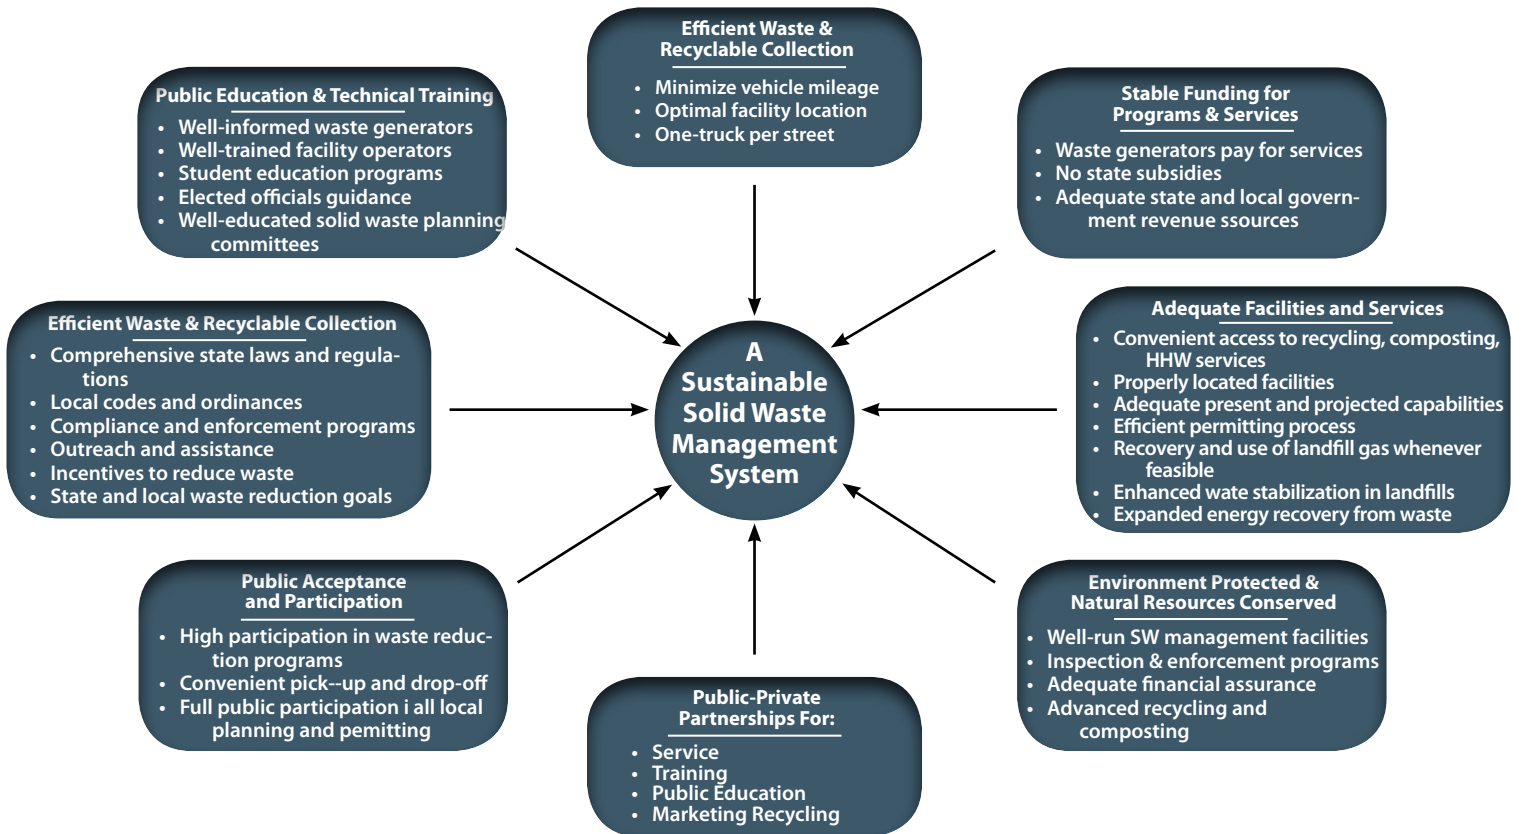 Efficient Waste &
Recyclable Collection
• Minimize vehicle mileage
• Optimal facility location
• One-truck per street
Public Education & Technical Training
• Well-informed waste generators
• Well-trained facility operators
• Student education programs
• Elected officials guidance
• Well-educated solid waste planning
committees
Stable Funding for
Programs & Services
• Waste generators pay for services
• No state subsidies
• Adequate state and local govern-
ment revenue ssources
Efficient Waste & Recyclable Collection
• Comprehensive state laws and regula-
tions
• Local codes and ordinances
• Compliance and enforcement programs
• Outreach and assistance
• Incentives to reduce waste
• State and local waste reduction goals
A
Sustainable
Solid Waste
Management
System
Adequate Facilities and Services
• Convenient access to recycling, composting,
HHW services
• Properly located facilities
• Adequate present and projected capabilities
• Efficient permitting process
• Recovery and use of landfill gas whenever
feasible
• Enhanced wate stabilization in landfills
• Expanded energy recovery from waste
Public Acceptance
and Participation
• High participation in waste reduc-
tion programs
• Convenient pick--up and drop-off
• Full public participation i all local
planning and pemitting
Public-Private
Partnerships For:
• Service
• Training
• Public Education
• Marketing Recycling
Environment Protected &
Natural Resources Conserved
• Well-run SW management facilities
• Inspection & enforcement programs
• Adequate financial assurance
• Advanced recycling and
composting